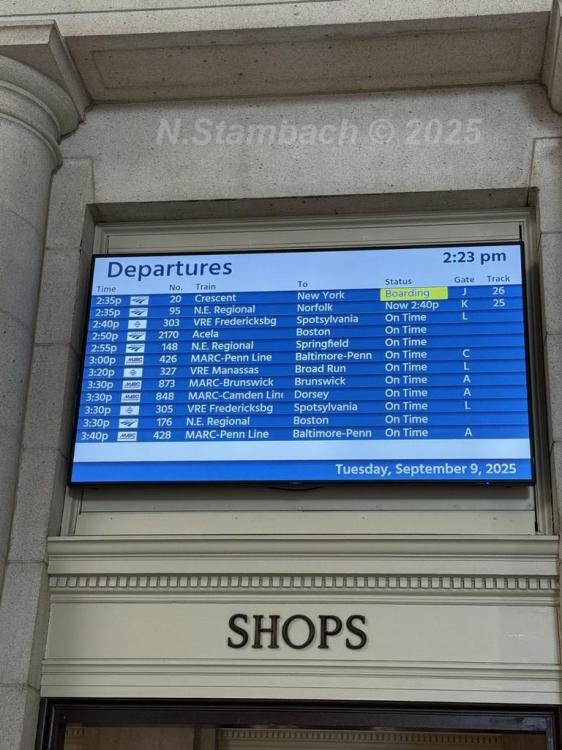 N.Stambach © 2025
Departures 2:23 pm
Time No. Train To Status Gate Track
2:35p 20 Crescent New York Boarding J 26
2:35p 95 N.E. Regional Norfolk Now 2:40p K 25
2:40p 303 VRE Fredericksbg Spotsylvania On Time L
2:50p 2170 Acela Boston On Time
2:55p 148 N.E. Regional Springfield On Time
3:00p MARC 426 MARC-Penn Line Baltimore-Penn On Time C
3:20p 327 VRE Manassas Broad Run On Time L
3:30p MARC 873 MARC-Brunswick Brunswick On Time A
3:30p MARC 848 MARC-Camden Line Dorsey On Time A
3:30p 305 VRE Fredericksbg Spotsylvania On Time L
3:30p 176 N.E. Regional Boston On Time
3:40p MARC 428 MARC-Penn Line Baltimore-Penn On Time A
Tuesday, September 9, 2025
SHOPS